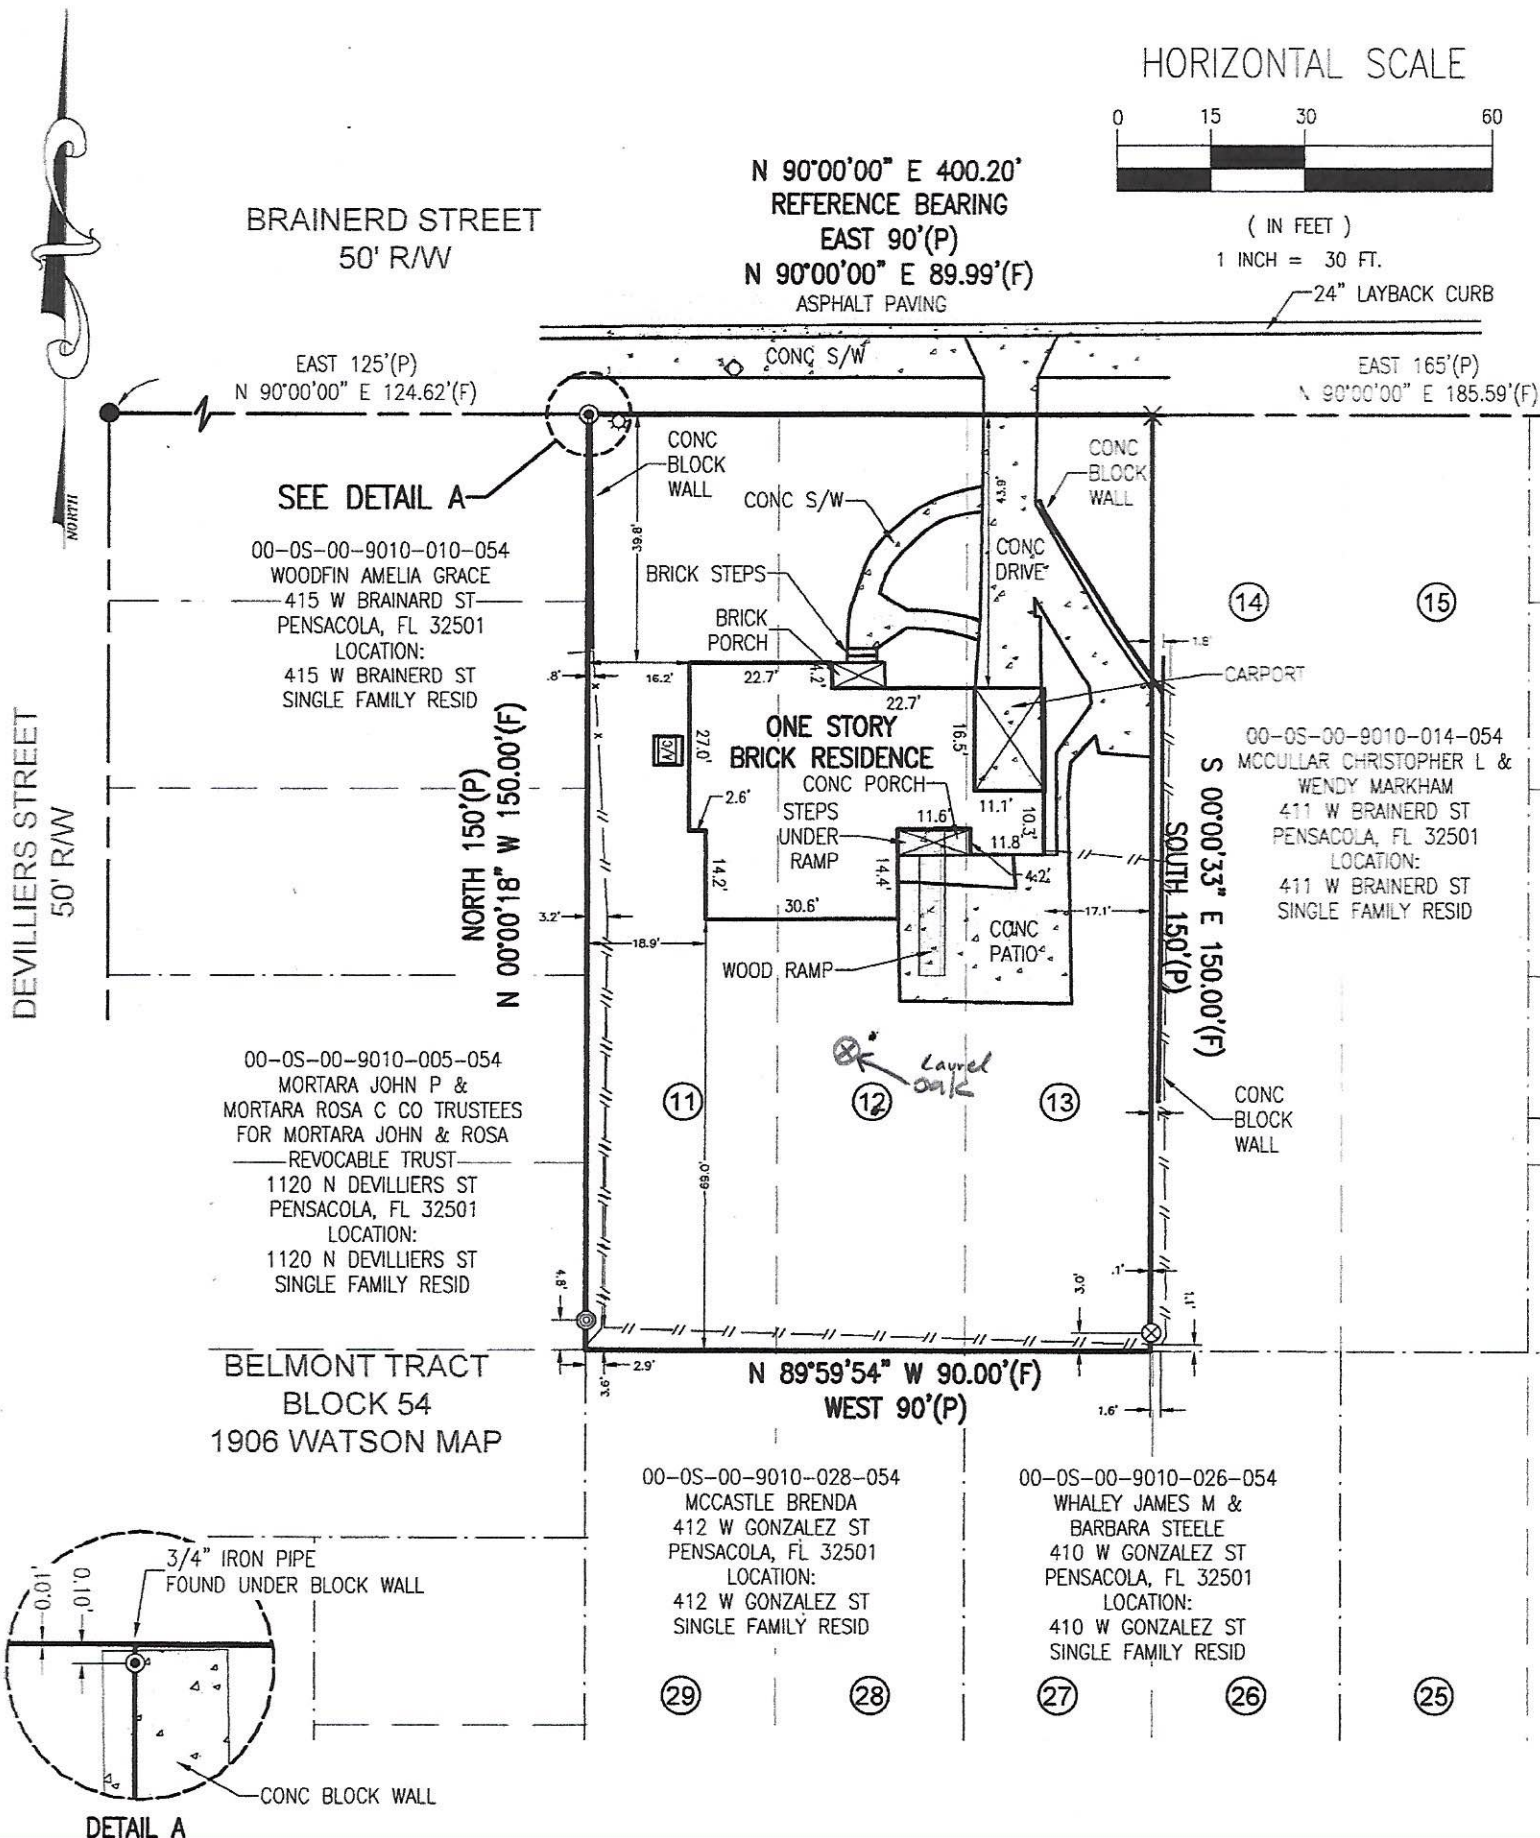 HORIZONTAL SCALE
0 15 30 60
( IN FEET )
1 INCH = 30 FT.
24" LAYBACK CURB
N 90°00'00" E 400.20'
REFERENCE BEARING
EAST 90'(P)
N 90°00'00" E 89.99'(F)
ASPHALT PAVING
BRAINERD STREET
50' R/W
NORTH
CONC S/W
EAST 125'(P)
N 90°00'00" E 124.62'(F)
EAST 165'(P)
N 90°00'00" E 185.59'(F)
SEE DETAIL A
CONC
BLOCK
WALL
CONC S/W
CONC
BLOCK
WALL
39.8'
43.9'
CONC
DRIVE
BRICK STEPS
BRICK
PORCH
00-0S-00-9010-010-054
WOODFIN AMELIA GRACE
415 W BRAINARD ST
PENSACOLA, FL 32501
LOCATION:
415 W BRAINERD ST
SINGLE FAMILY RESID
14
15
.8'
16.2'
22.7'
4.2'
22.7'
CARPORT
ONE STORY
BRICK RESIDENCE
27.0'
16.5'
C/V
CONC PORCH
2.6'
STEPS
UNDER
RAMP
11.6'
11.1'
10.3'
11.8'
4.2'
14.2'
14.4'
30.6'
3.2'
18.9'
17.1'
CONC
PATIO
WOOD RAMP
DEVILLIERS STREET
50' R/W
NORTH 150'(P)
N 00°00'18" W 150.00'(F)
S 00°00'33" E 150.00'(F)
SOUTH 150'(P)
00-0S-00-9010-014-054
MCCULLAR CHRISTOPHER L &
WENDY MARKHAM
411 W BRAINERD ST
PENSACOLA, FL 32501
LOCATION:
411 W BRAINERD ST
SINGLE FAMILY RESID
Laurel
oak
11
12
13
CONC
BLOCK
WALL
00-0S-00-9010-005-054
MORTARA JOHN P &
MORTARA ROSA C CO TRUSTEES
FOR MORTARA JOHN & ROSA
REVOCABLE TRUST
1120 N DEVILLIERS ST
PENSACOLA, FL 32501
LOCATION:
1120 N DEVILLIERS ST
SINGLE FAMILY RESID
69.0'
4.8'
.1'
3.0'
1.1'
2.9'
3.6'
1.6'
N 89°59'54" W 90.00'(F)
WEST 90'(P)
BELMONT TRACT
BLOCK 54
1906 WATSON MAP
00-0S-00-9010-028-054
MCCASTLE BRENDA
412 W GONZALEZ ST
PENSACOLA, FL 32501
LOCATION:
412 W GONZALEZ ST
SINGLE FAMILY RESID
00-0S-00-9010-026-054
WHALEY JAMES M &
BARBARA STEELE
410 W GONZALEZ ST
PENSACOLA, FL 32501
LOCATION:
410 W GONZALEZ ST
SINGLE FAMILY RESID
29
28
27
26
25
3/4" IRON PIPE
FOUND UNDER BLOCK WALL
0.10'
CONC BLOCK WALL
DETAIL A